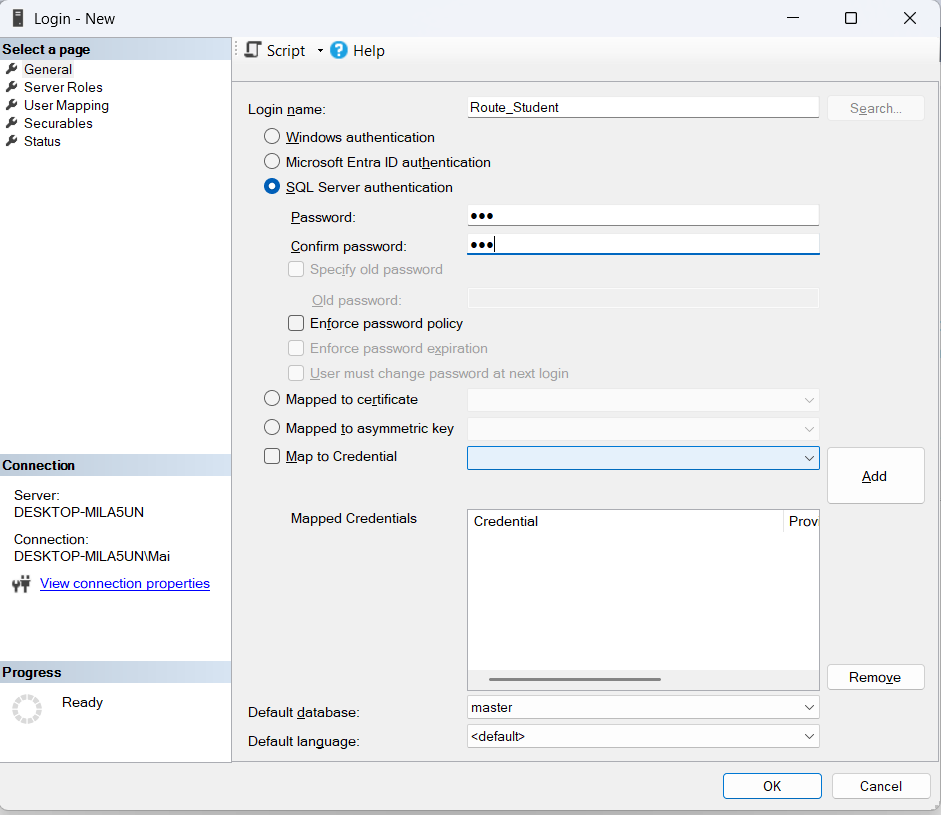 Login - New
Select a page
General
Server Roles
User Mapping
Securables
Status
Script
Help
Login name:
Route_Student
Search...
Windows authentication
Microsoft Entra ID authentication
SQL Server authentication
Password:
●●●
Confirm password:
●●●
Specify old password
Old password:
Enforce password policy
Enforce password expiration
User must change password at next login
Mapped to certificate
Mapped to asymmetric key
Map to Credential
Add
Mapped Credentials
Credential
Provi
Remove
Default database:
master
Default language:
<default>
Connection
Server:
DESKTOP-MILA5UN
Connection:
DESKTOP-MILA5UN\Mai
View connection properties
Progress
Ready
OK
Cancel